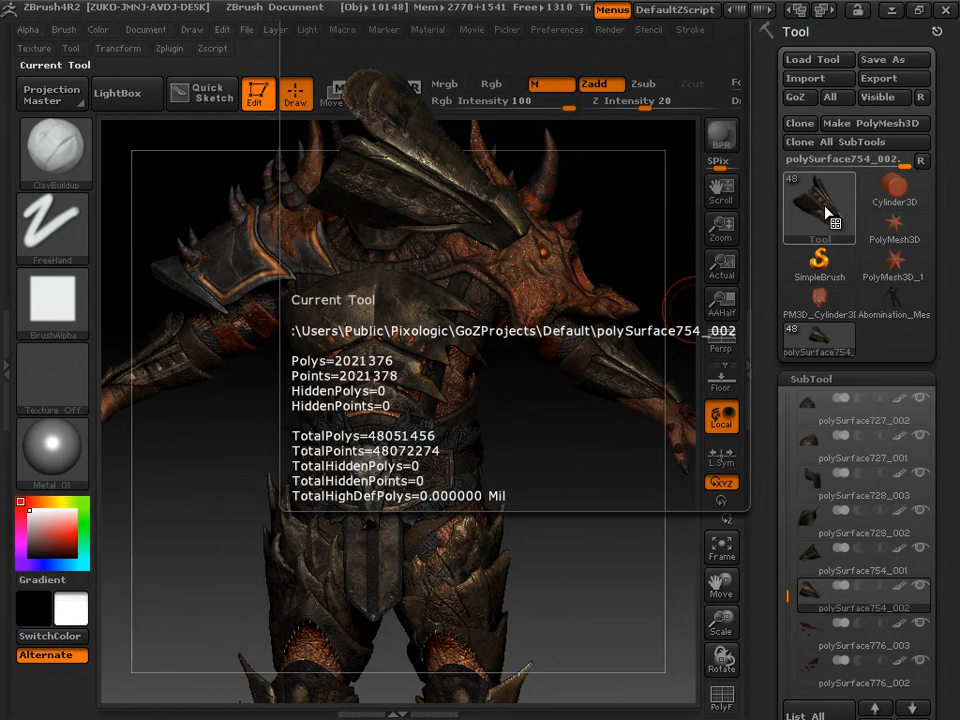 ZBrush4R2 [ZUKO-JMNJ-AVDJ-DESK] ZBrush Document [Obj]10148] Mem▶2770+1541 Free▶1310 Ti Menus DefaultZScript
Alpha Brush Color Document Draw Edit File Layer Light Macro Marker Material Movie Picker Preferences Render Stencil Stroke
Texture Tool Transform Zplugin Zscript
Current Tool
Projection Master
LightBox
Quick Sketch
Edit
Draw
Move
R
Mrgb Rgb M Zadd Zsub Zcut Fo
Rgb Intensity 100 Z Intensity 20
ClayBuildup
FreeHand
BrushAlpha
Texture Off
Metal 01
Gradient
SwitchColor
Alternate
Current Tool
:\Users\Public\Pixologic\GoZProjects\Default\polySurface754_002
Polys=2021376
Points=2021378
HiddenPolys=0
HiddenPoints=0
TotalPolys=48051456
TotalPoints=48072274
TotalHiddenPolys=0
TotalHiddenPoints=0
TotalHighDefPolys=0.000000 Mil
BPR
SPix
Scroll
Zoom
Actual
AAHalf
Persp
Floor
Local
L.Sym
XYZ
Y
Z
Frame
Move
Scale
Rotate
PolyF
Tool
Load Tool Save As
Import Export
GoZ All Visible R
Clone Make PolyMesh3D
Clone All SubTools
polySurface754_002. R
48
Tool
Cylinder3D
PolyMesh3D
SimpleBrush PolyMesh3D_1
PM3D_Cylinder3D Abomination_Mes
48
polySurface754_
SubTool
polySurface727_002
polySurface727_001
polySurface728_003
polySurface728_002
polySurface754_001
polySurface754_002
polySurface776_003
polySurface776_002
List All